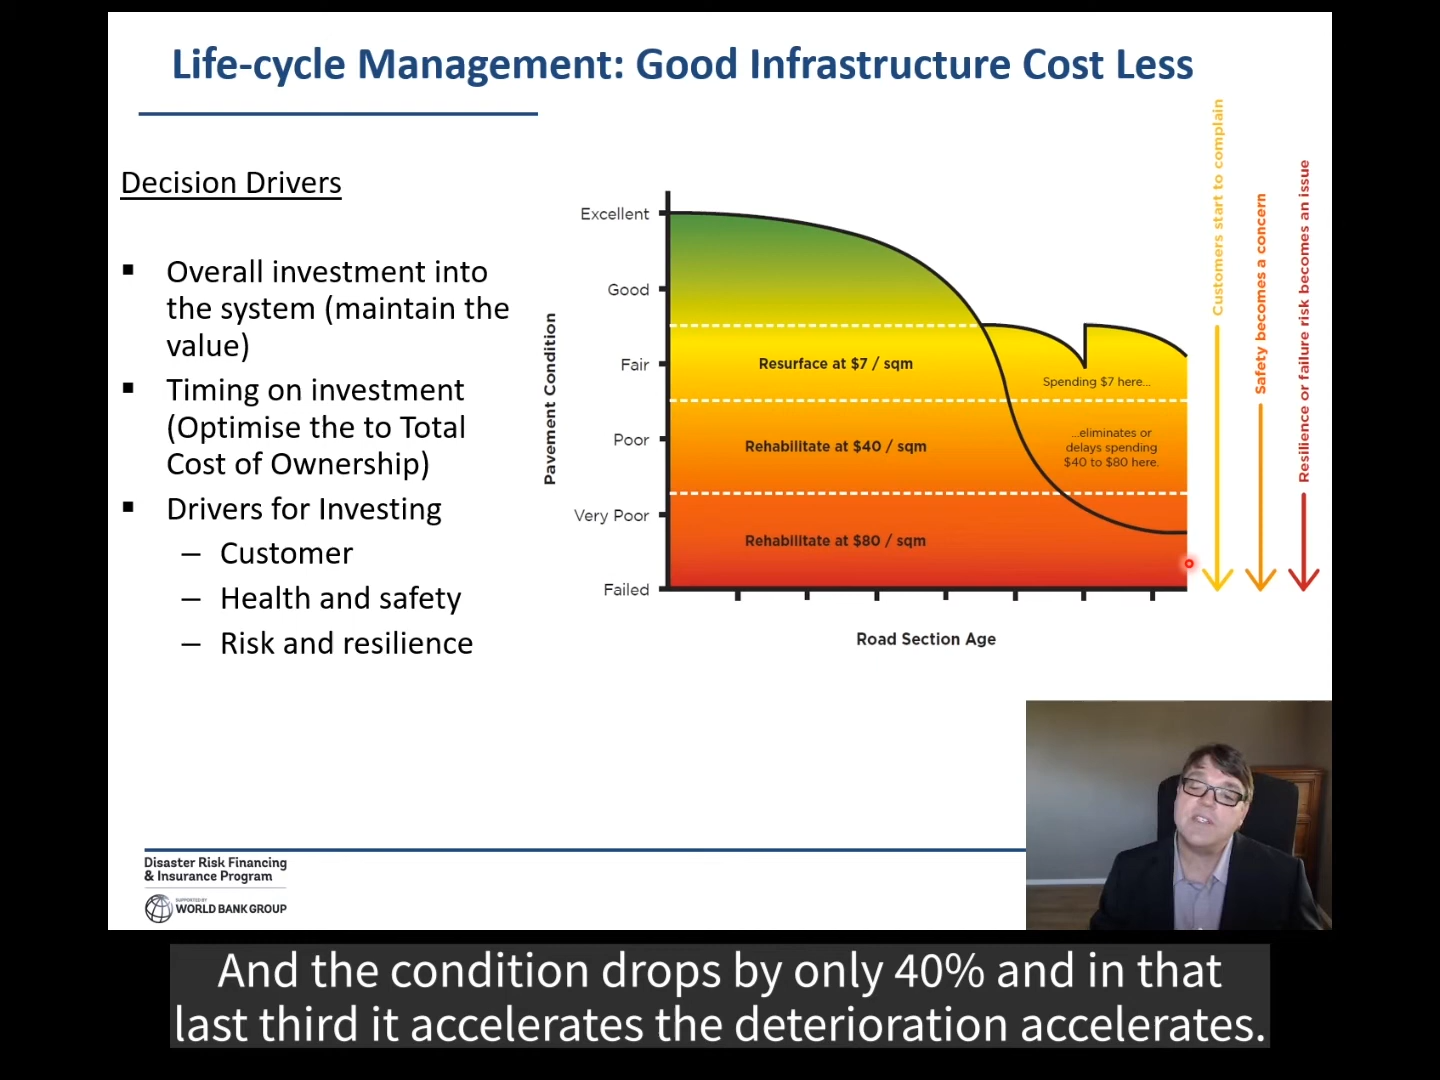 Life-cycle Management: Good Infrastructure Cost Less
Decision Drivers
Overall investment into
the system (maintain the
value)
Timing on investment
(Optimise the to Total
Cost of Ownership)
Drivers for Investing
– Customer
– Health and safety
– Risk and resilience
Pavement Condition
Excellent
Good
Fair
Poor
Very Poor
Failed
Resurface at $7 / sqm
Rehabilitate at $40 / sqm
Rehabilitate at $80 / sqm
Spending $7 here...
...eliminates or
delays spending
$40 to $80 here.
Road Section Age
Customers start to complain
Safety becomes a concern
Resilience or failure risk becomes an issue
Disaster Risk Financing
& Insurance Program
SUPPORTED BY
WORLD BANK GROUP
And the condition drops by only 40% and in that
last third it accelerates the deterioration accelerates.